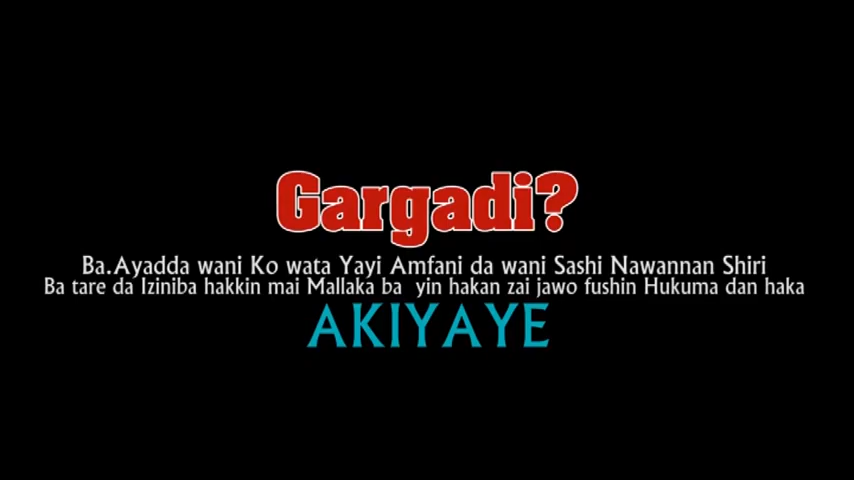 Gargadi?
Ba.Ayadda wani Ko wata Yayi Amfani da wani Sashi Nawannan Shiri
Ba tare da Iziniba hakkin mai Mallaka ba yin hakan zai jawo fushin Hukuma dan haka
AKIYAYE